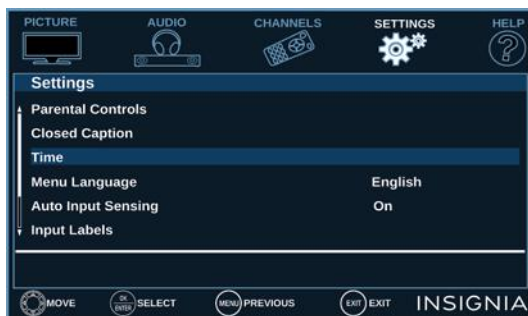 PICTURE AUDIO CHANNELS SETTINGS HELP
Settings
Parental Controls
Closed Caption
Time
Menu Language English
Auto Input Sensing On
Input Labels
MOVE OK ENTER SELECT MENU PREVIOUS EXIT EXIT INSIGNIA